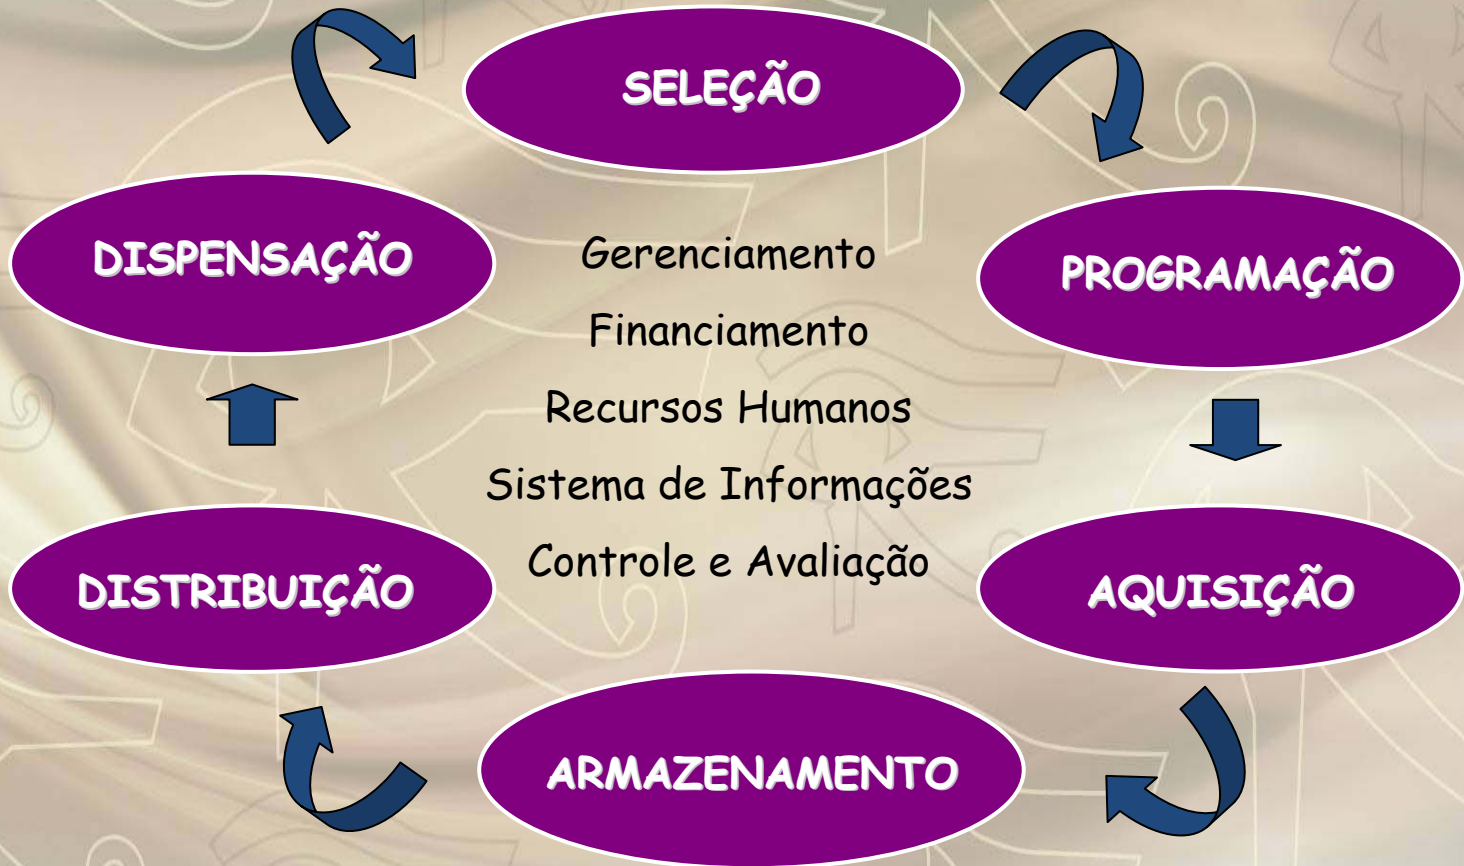 SELEÇÃO
DISPENSAÇÃO
PROGRAMAÇÃO
Gerenciamento
Financiamento
Recursos Humanos
Sistema de Informações
Controle e Avaliação
DISTRIBUIÇÃO
AQUISIÇÃO
ARMAZENAMENTO